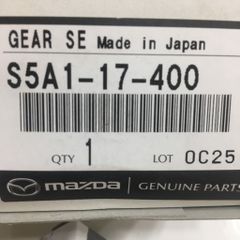 GEAR SE Made in Japan
S5A1-17-400
QTY 1 LOT 0C25
mazda GENUINE PARTS